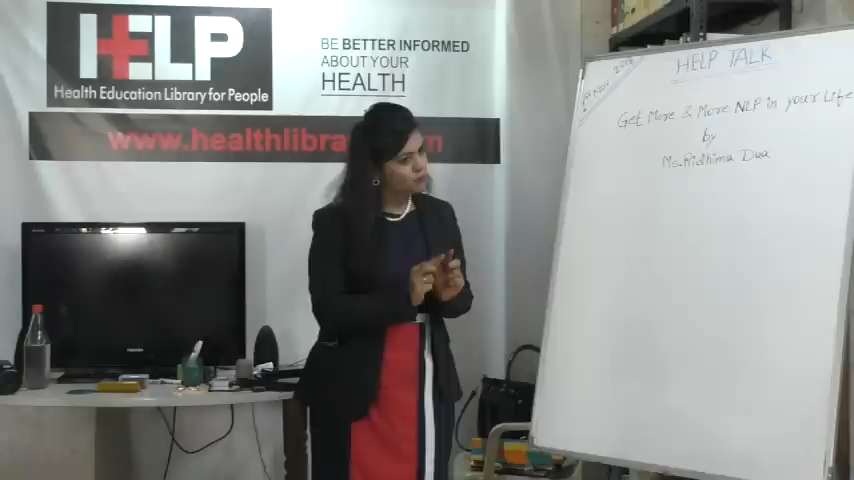 HELP
Health Education Library for People
BE BETTER INFORMED
ABOUT YOUR
HEALTH
www.healthlibra m
HELP TALK
Get More & More NLP in your Life
by
Ms. Ridhima Dua
TOSHIBA